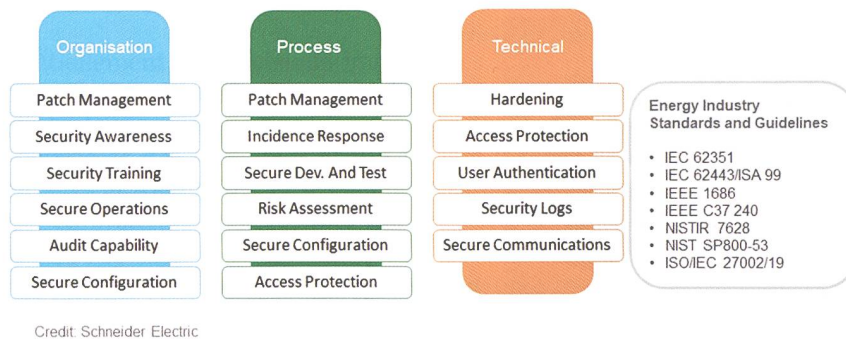 Organisation
Patch Management
Security Awareness
Security Training
Secure Operations
Audit Capability
Secure Configuration
Process
Patch Management
Incidence Response
Secure Dev. And Test
Risk Assessment
Secure Configuration
Access Protection
Technical
Hardening
Access Protection
User Authentication
Security Logs
Secure Communications
Energy Industry
Standards and Guidelines
• IEC 62351
• IEC 62443/ISA 99
• IEEE 1686
• IEEE C37 240
• NISTIR 7628
• NIST SP800-53
• ISO/IEC 27002/19
Credit: Schneider Electric